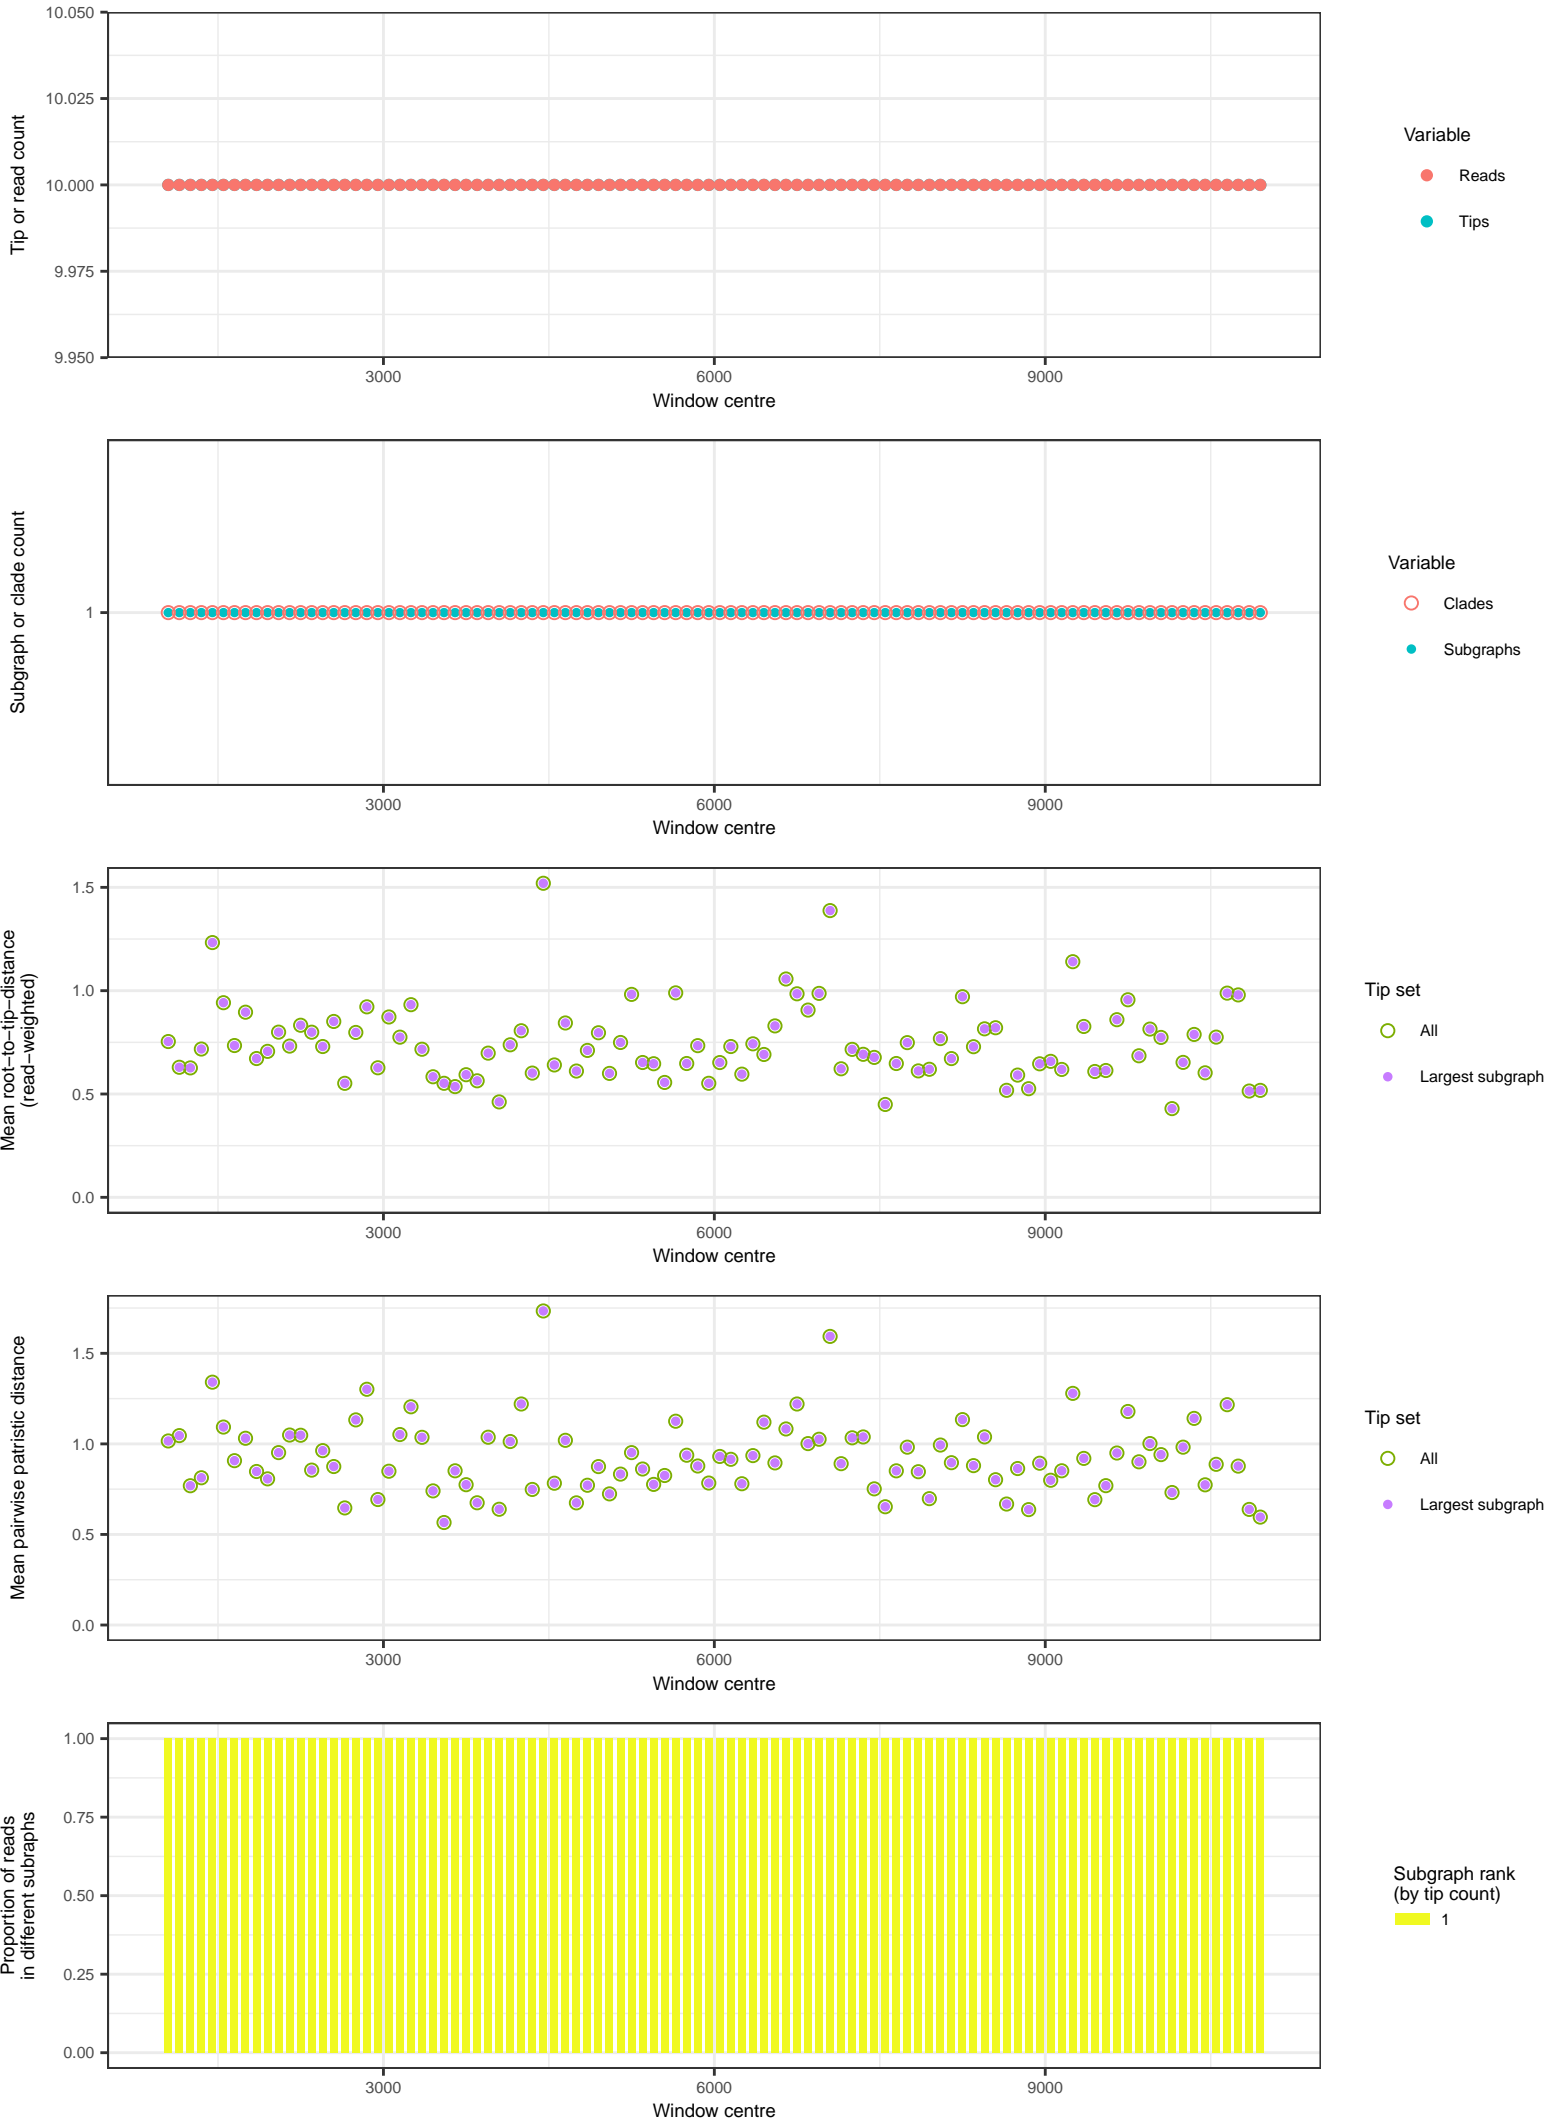 10.050
10.025
10.000
9.975
9.950
Tip or read count
3000 6000 9000
Window centre
Variable
Reads
Tips
1
Subgraph or clade count
3000 6000 9000
Window centre
Variable
Clades
Subgraphs
1.5
1.0
0.5
0.0
Mean root−to−tip−distance
(read−weighted)
3000 6000 9000
Window centre
Tip set
All
Largest subgraph
1.5
1.0
0.5
0.0
Mean pairwise patristic distance
3000 6000 9000
Window centre
Tip set
All
Largest subgraph
1.00
0.75
0.50
0.25
0.00
Proportion of reads
in different subraphs
3000 6000 9000
Window centre
Subgraph rank
(by tip count)
1